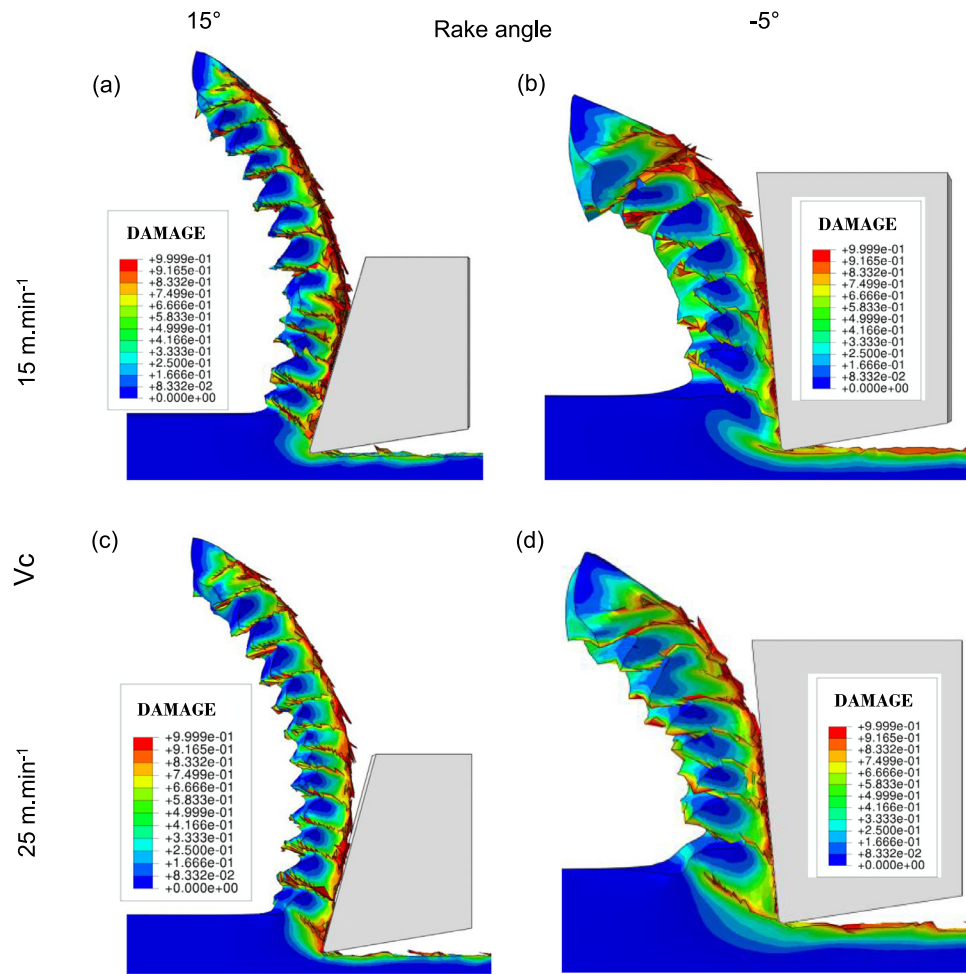 15°
Rake angle
-5°
(a)
(b)
15 m.min⁻¹
DAMAGE
+9.999e-01
+9.165e-01
+8.332e-01
+7.499e-01
+6.666e-01
+5.833e-01
+4.999e-01
+4.166e-01
+3.333e-01
+2.500e-01
+1.666e-01
+8.332e-02
+0.000e+00
DAMAGE
+9.999e-01
+9.165e-01
+8.332e-01
+7.499e-01
+6.666e-01
+5.833e-01
+4.999e-01
+4.166e-01
+3.333e-01
+2.500e-01
+1.666e-01
+8.332e-02
+0.000e+00
Vc
(c)
(d)
25 m.min⁻¹
DAMAGE
+9.999e-01
+9.165e-01
+8.332e-01
+7.499e-01
+6.666e-01
+5.833e-01
+4.999e-01
+4.166e-01
+3.333e-01
+2.500e-01
+1.666e-01
+8.332e-02
+0.000e+00
DAMAGE
+9.999e-01
+9.165e-01
+8.332e-01
+7.499e-01
+6.666e-01
+5.833e-01
+4.999e-01
+4.166e-01
+3.333e-01
+2.500e-01
+1.666e-01
+8.332e-02
+0.000e+00